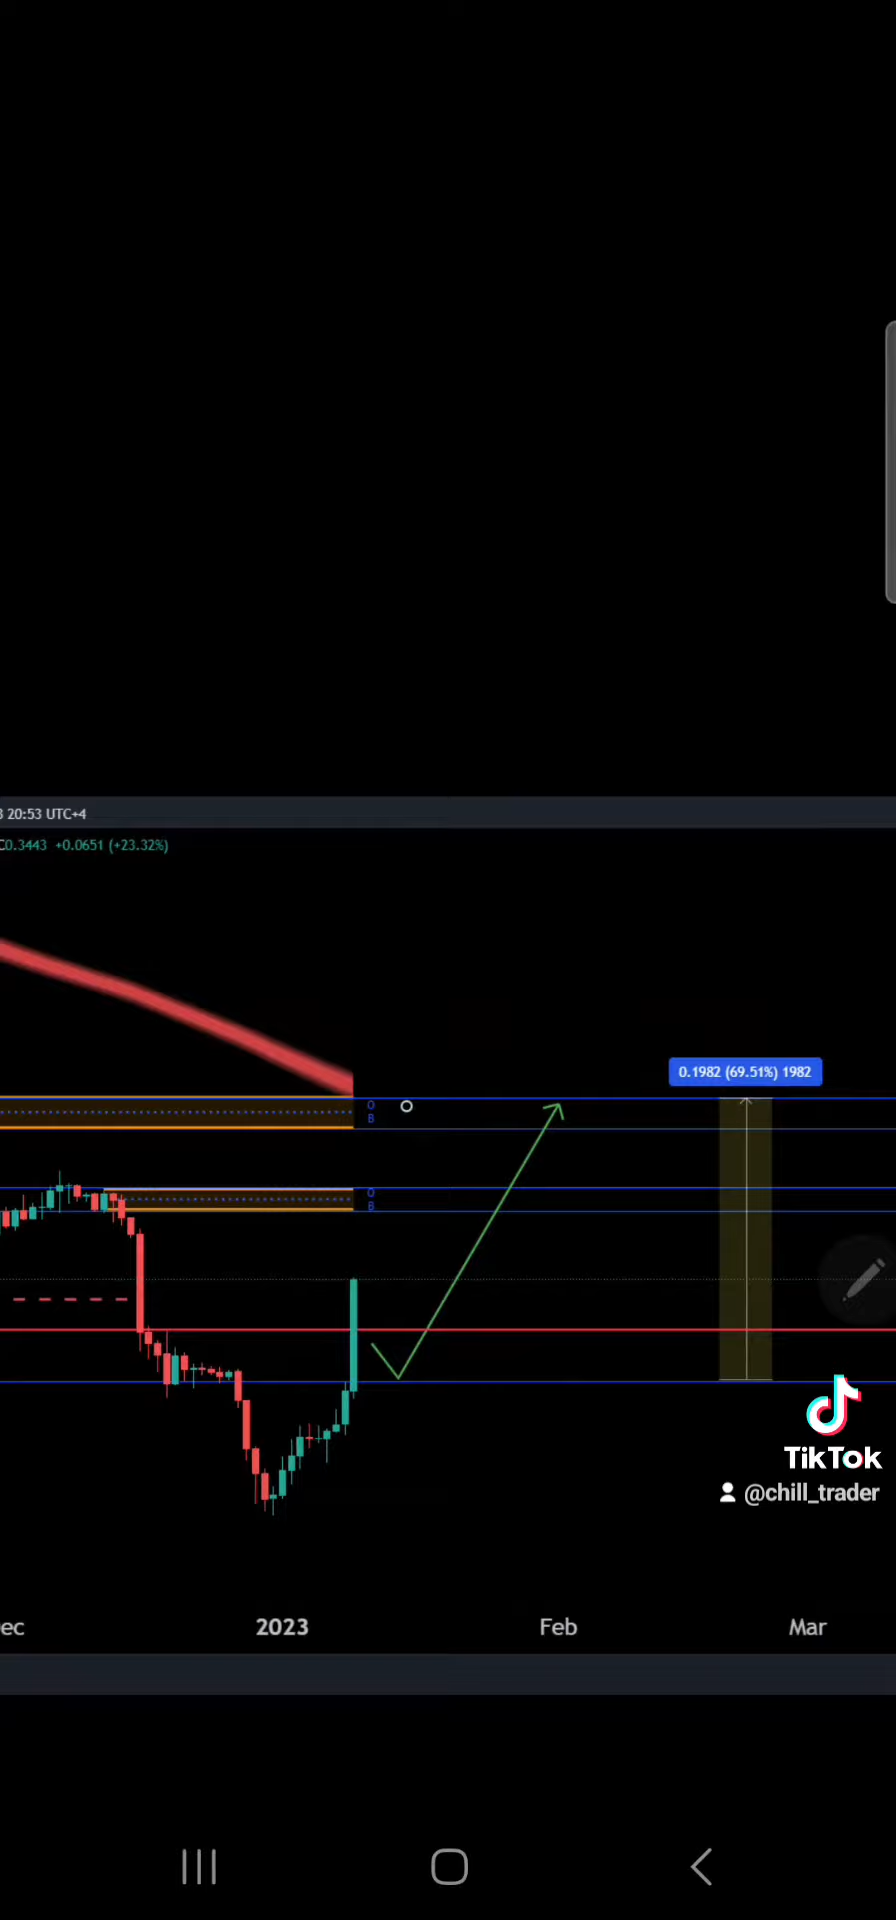 3 20:53 UTC+4
C0.3443 +0.0651 (+23.32%)
0.1982 (69.51%) 1982
O
B
O
B
TikTok
@chill_trader
ec 2023 Feb Mar